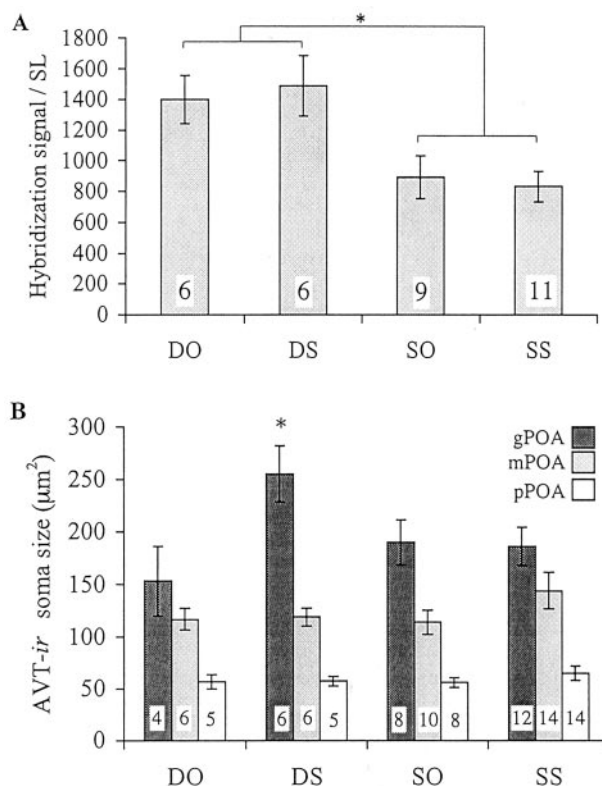 A
*
Hybridization signal / SL
1800
1600
1400
1200
1000
800
600
400
200
0
6
6
9
11
DO
DS
SO
SS
B
*
AVT-ir soma size (μm²)
300
250
200
150
100
50
0
gPOA
mPOA
pPOA
4
6
5
6
6
5
8
10
8
12
14
14
DO
DS
SO
SS